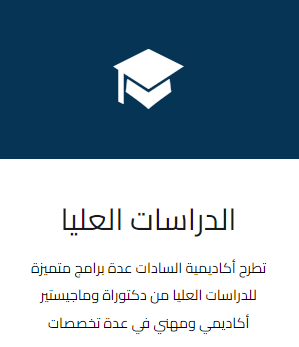 الدراسات العليا
تطرح أكاديمية السادات عدة برامج متميزة
للدراسات العليا من دكتوراة وماجيستير
أكاديمي ومهني في عدة تخصصات